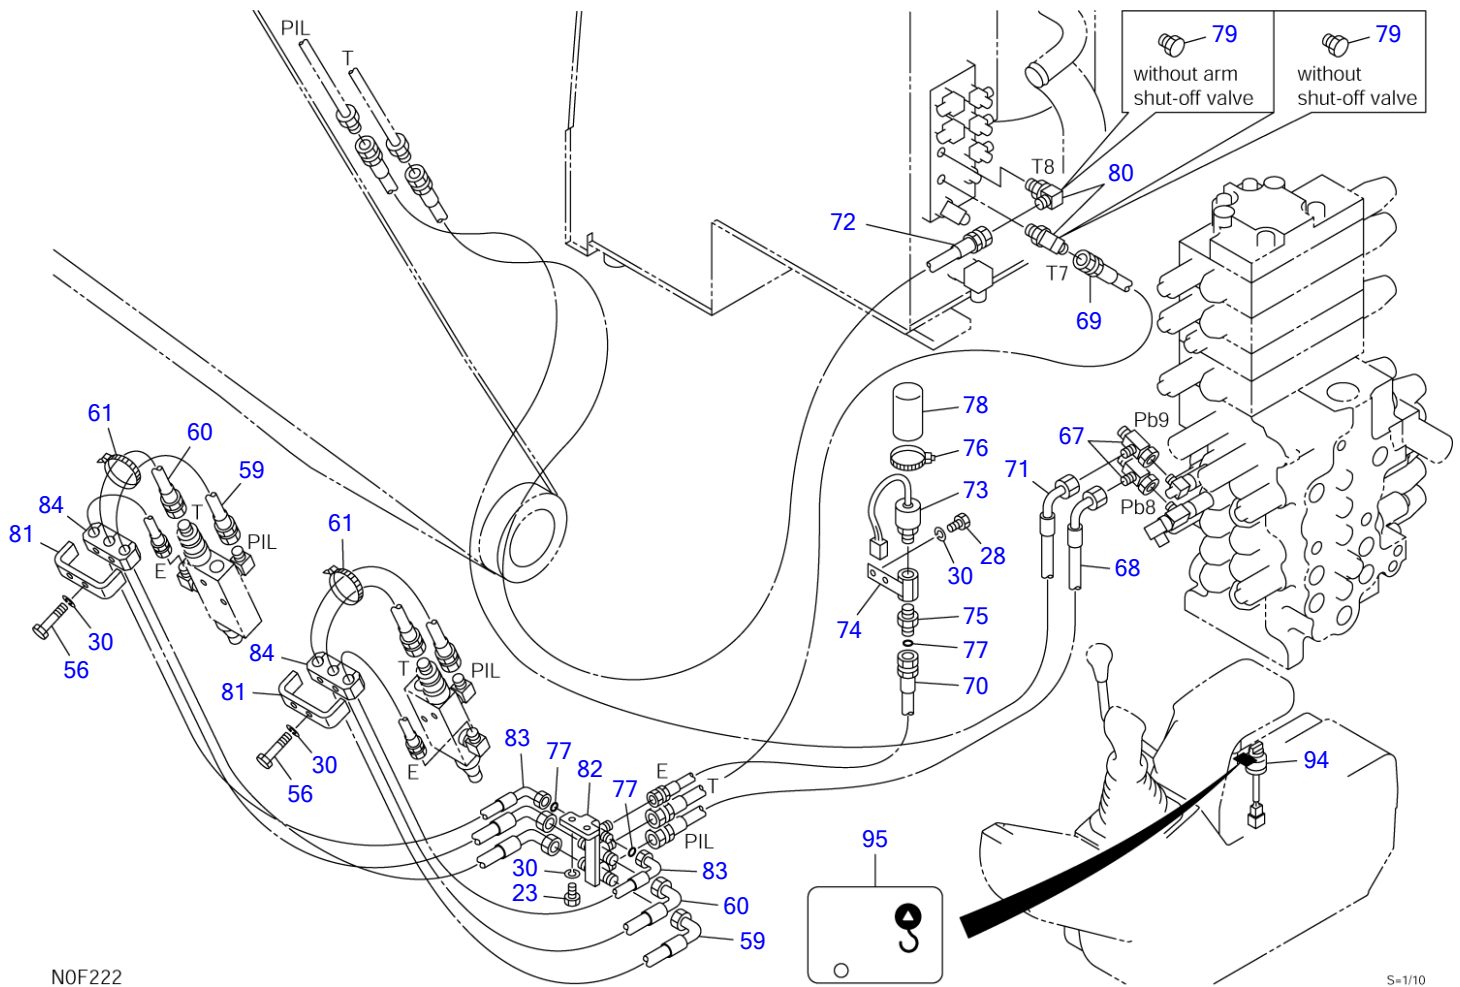 PIL
T
79
without arm
shut-off valve
79
without
shut-off valve
T8
80
72
T7
69
61
60
59
84
81
T
PIL
E
30
56
61
84
81
T
PIL
E
30
56
78
76
73
28
30
74
75
77
70
71
67
Pb9
Pb8
68
83
77
82
77
E
T
PIL
30
23
83
60
59
94
95
N0F222
S=1/10